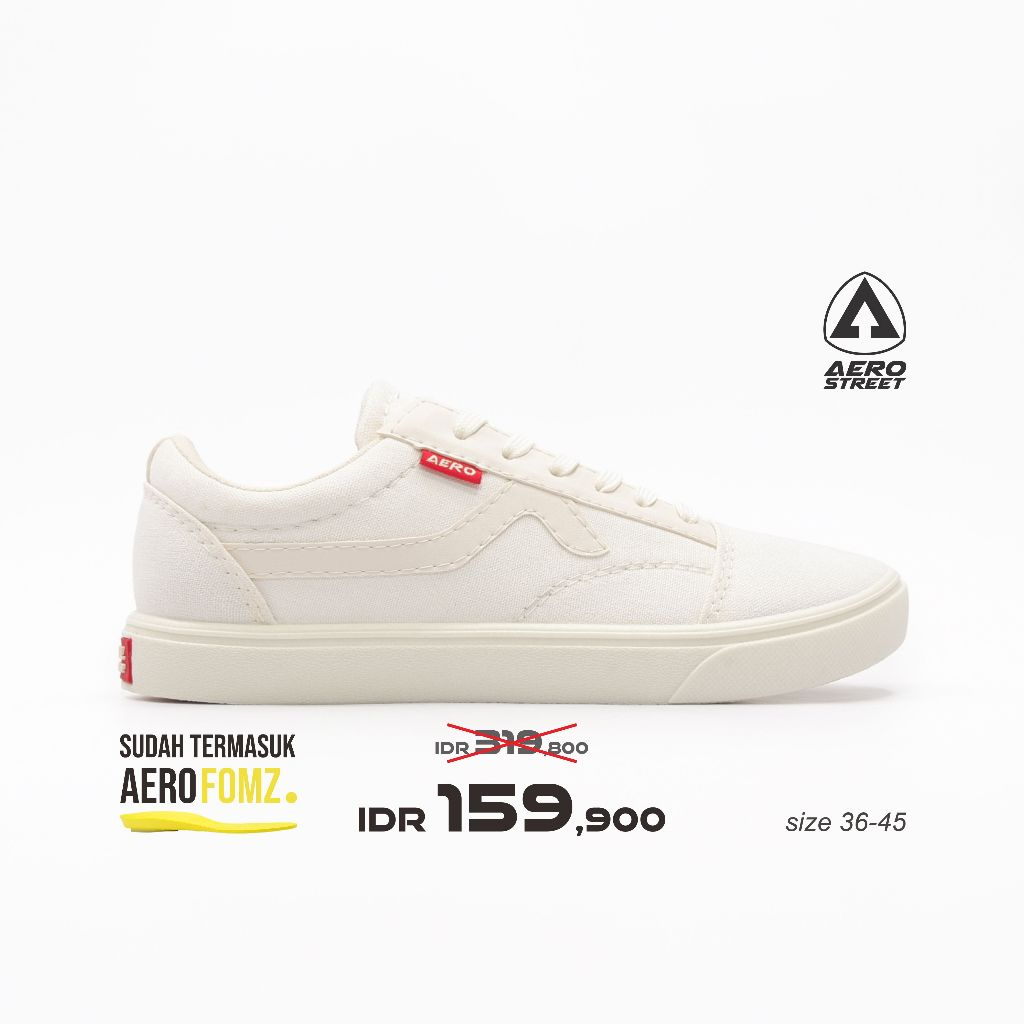 AERO
STREET
AERO
SUDAH TERMASUK
AEROFOMZ.
IDR 319,800
IDR 159,900
size 36-45